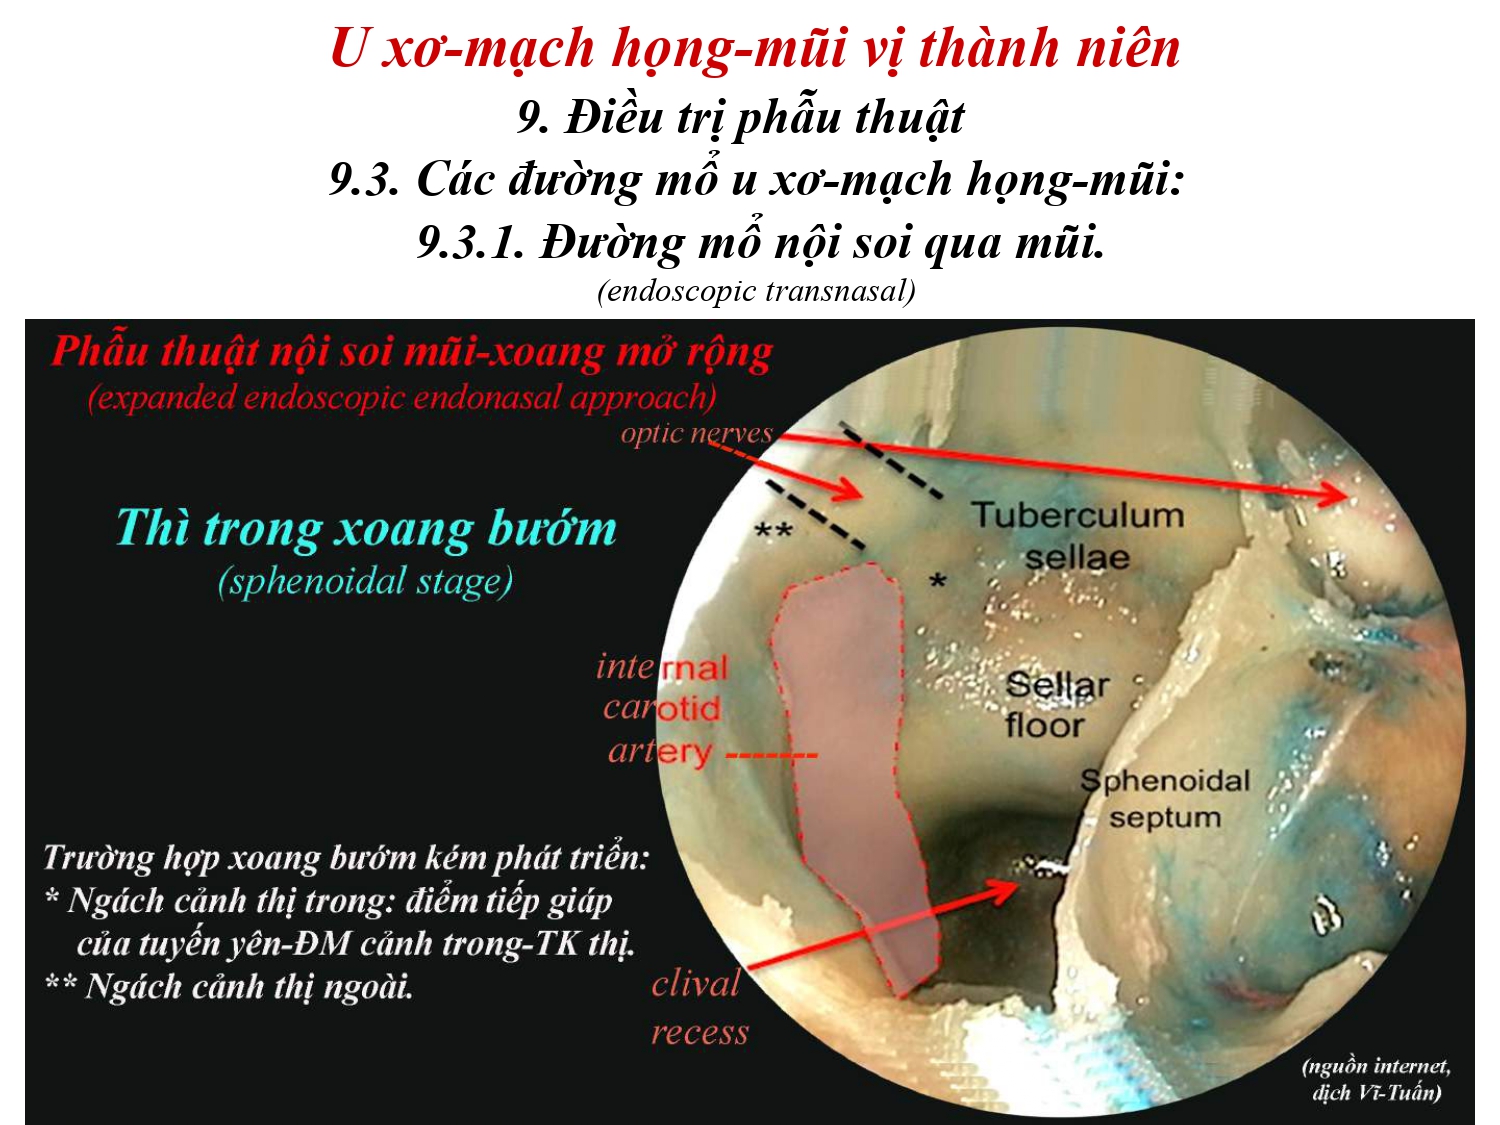 U xơ-mạch họng-mũi vị thành niên
9. Điều trị phẫu thuật
9.3. Các đường mổ u xơ-mạch họng-mũi:
9.3.1. Đường mổ nội soi qua mũi.
(endoscopic transnasal)
Phẫu thuật nội soi mũi-xoang mở rộng
(expanded endoscopic endonasal approach)
optic nerves
Thì trong xoang bướm
(sphenoidal stage)
Tuberculum
sellae
**
*
internal
carotid
artery
Sellar
floor
Sphenoidal
septum
Trường hợp xoang bướm kém phát triển:
* Ngách cảnh thị trong: điểm tiếp giáp
của tuyến yên-ĐM cảnh trong-TK thị.
** Ngách cảnh thị ngoài.
clival
recess
(nguồn internet,
dịch Vĩ-Tuấn)